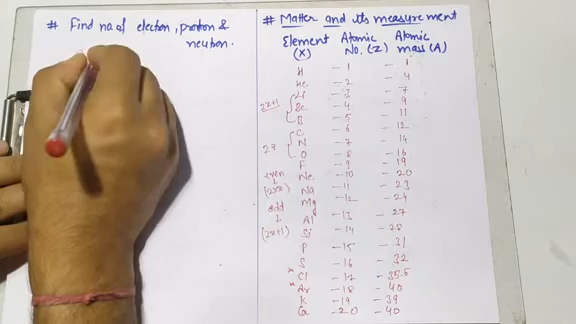 # Find no. of electron, proton &
neutron.
# Matter and its measurement
Element Atomic Atomic
(X) No. (Z) mass (A)
H - 1 - 1
He - 2 - 4
Li - 3 - 7
2z+1 Be - 4 - 9
B - 5 - 11
C - 6 - 12
2z N - 7 - 14
O - 8 - 16
F - 9 - 19
even Ne - 10 - 20
(2xz) Na - 11 - 23
Mg - 12 - 24
odd Al - 13 - 27
(2z+1) Si - 14 - 28
P - 15 - 31
S - 16 - 32
* Cl - 17 - 35.5
* Ar - 18 - 40
K - 19 - 39
Ca - 20 - 40